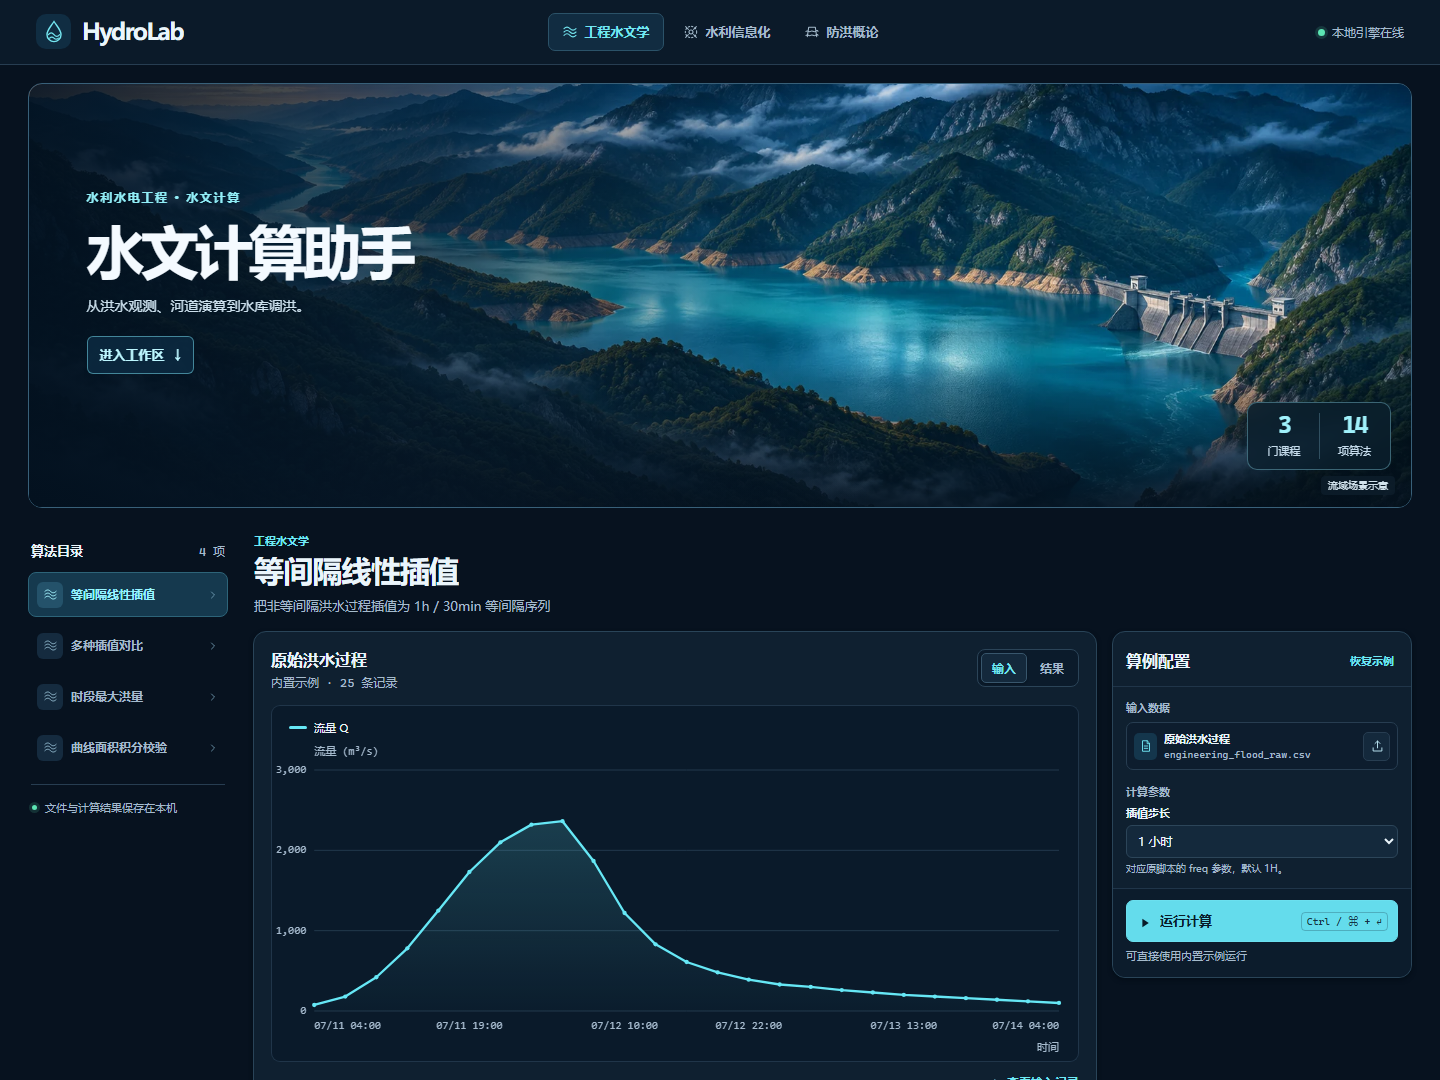 HydroLab
工程水文学
水利信息化
防洪概论
本地引擎在线
水利水电工程 • 水文计算
水文计算助手
从洪水观测、河道演算到水库调洪。
进入工作区 ↓
3
门课程
14
项算法
流域场景示意
算法目录
4 项
等间隔线性插值
多种插值对比
时段最大洪量
曲线面积积分校验
文件与计算结果保存在本机
工程水文学
等间隔线性插值
把非等间隔洪水过程插值为 1h / 30min 等间隔序列
原始洪水过程
内置示例 · 25 条记录
输入
结果
流量 Q
流量 (m³/s)
3,000
2,000
1,000
0
07/11 04:00
07/11 19:00
07/12 10:00
07/12 22:00
07/13 13:00
07/14 04:00
时间
算例配置
恢复示例
输入数据
原始洪水过程
engineering_flood_raw.csv
计算参数
插值步长
1 小时
对应原脚本的 freq 参数，默认 1H。
运行计算
Ctrl / ⌘ + ↵
可直接使用内置示例运行